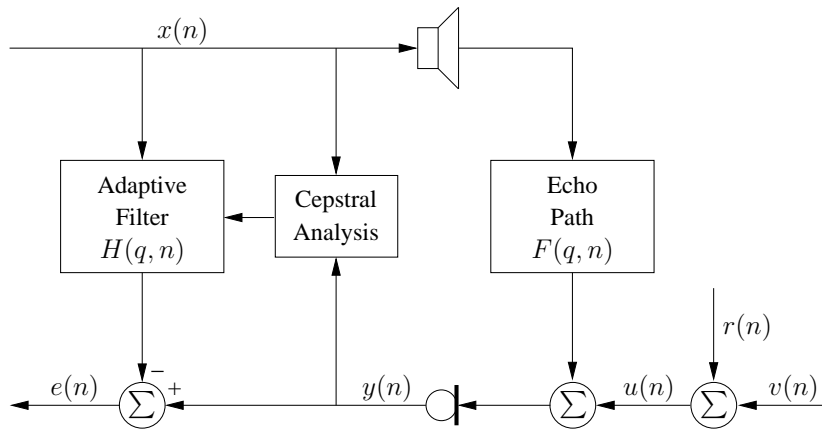 x(n)
Adaptive
Filter
H(q, n)
Cepstral
Analysis
Echo
Path
F(q, n)
r(n)
e(n)
Σ
−
+
y(n)
Σ
u(n)
Σ
v(n)